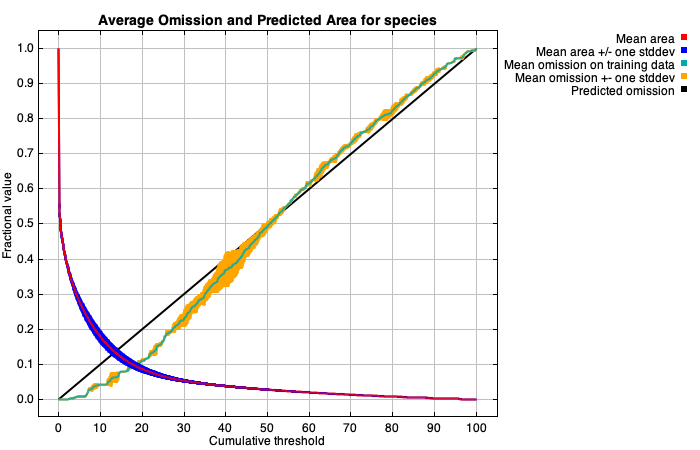 Average Omission and Predicted Area for species
Mean area
Mean area +/- one stddev
Mean omission on training data
Mean omission +- one stddev
Predicted omission
Fractional value
1.0
0.9
0.8
0.7
0.6
0.5
0.4
0.3
0.2
0.1
0.0
0 10 20 30 40 50 60 70 80 90 100
Cumulative threshold